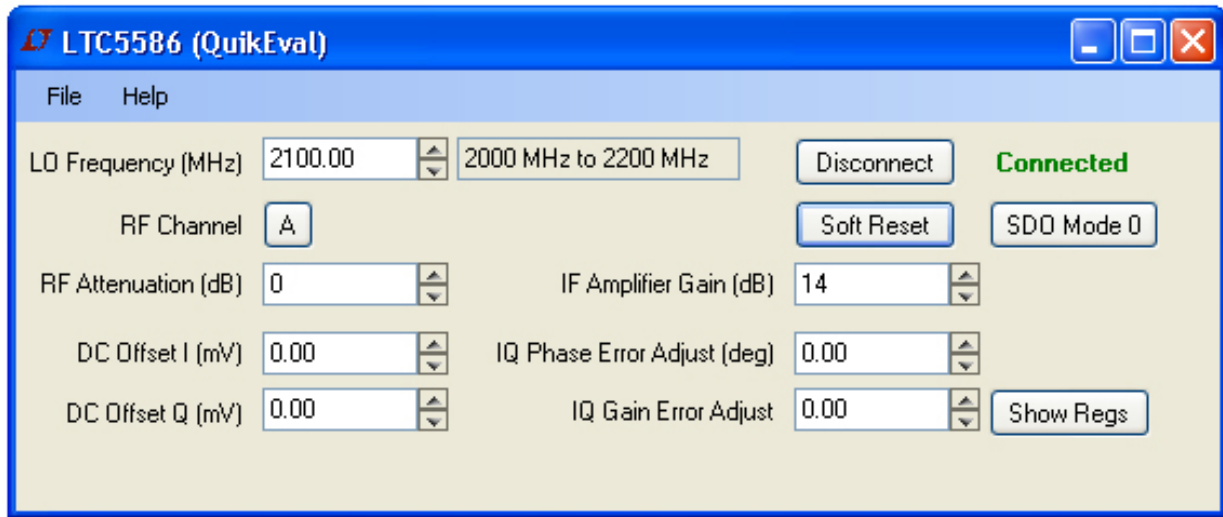 LTC5586 (QuikEval)
File Help
LO Frequency (MHz) 2100.00 2000 MHz to 2200 MHz Disconnect Connected
RF Channel A Soft Reset SDO Mode 0
RF Attenuation (dB) 0 IF Amplifier Gain (dB) 14
DC Offset I (mV) 0.00 IQ Phase Error Adjust (deg) 0.00
DC Offset Q (mV) 0.00 IQ Gain Error Adjust 0.00 Show Regs